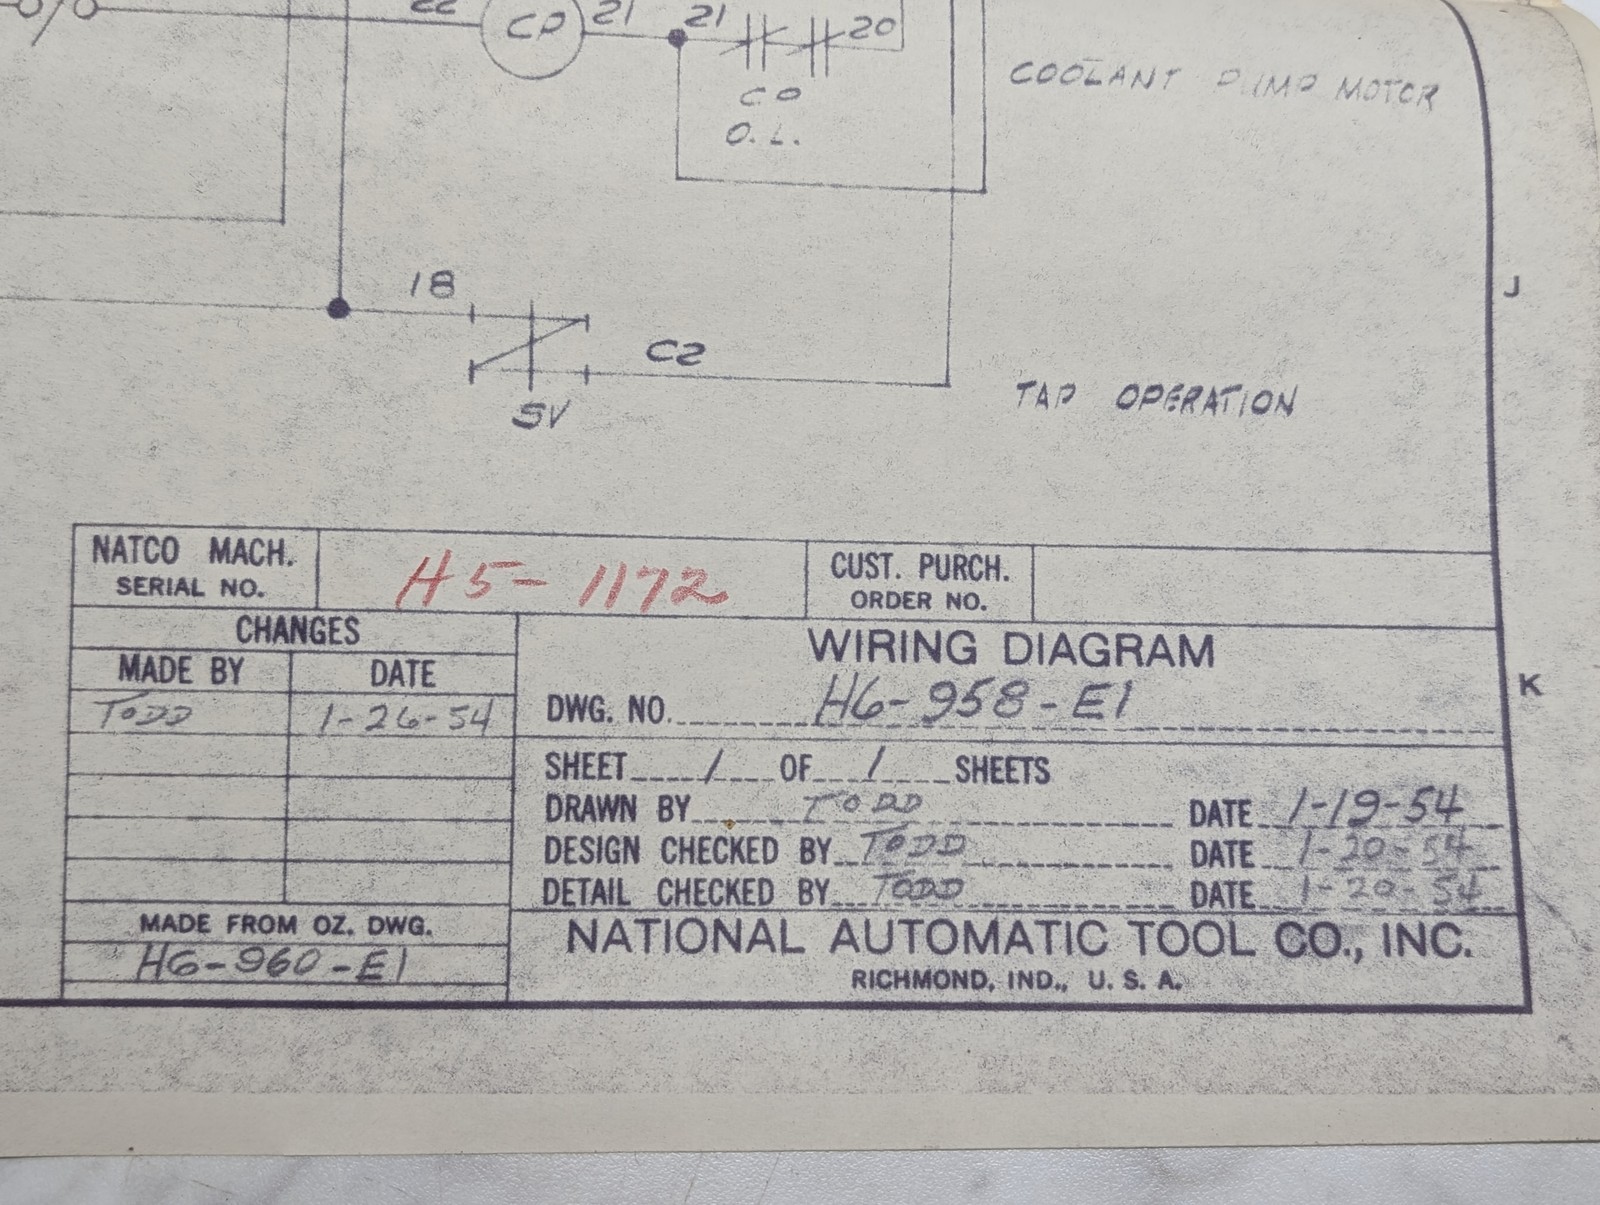 22 CP 21 21 20
COOLANT PUMP MOTOR
CP
O.L.
J
18
C2
SV
TAP OPERATION
NATCO MACH.
SERIAL NO.
H5-1172
CUST. PURCH.
ORDER NO.
CHANGES
MADE BY DATE
TODD 1-26-54
WIRING DIAGRAM
DWG. NO. H6-958-E1
K
SHEET 1 OF 1 SHEETS
DRAWN BY TODD DATE 1-19-54
DESIGN CHECKED BY TODD DATE 1-20-54
DETAIL CHECKED BY TODD DATE 1-20-54
MADE FROM OZ. DWG.
H6-960-E1
NATIONAL AUTOMATIC TOOL CO., INC.
RICHMOND, IND., U. S. A.